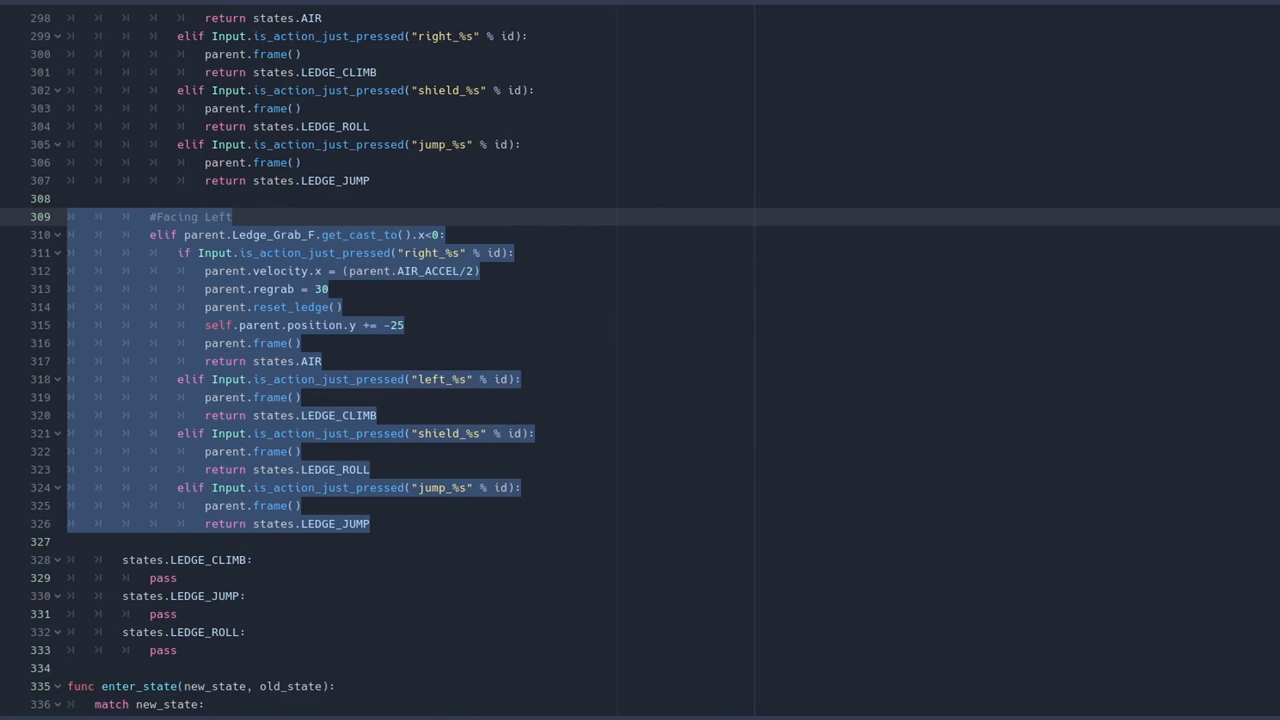 298 return states.AIR
299 elif Input.is_action_just_pressed("right_%s" % id):
300 parent.frame()
301 return states.LEDGE_CLIMB
302 elif Input.is_action_just_pressed("shield_%s" % id):
303 parent.frame()
304 return states.LEDGE_ROLL
305 elif Input.is_action_just_pressed("jump_%s" % id):
306 parent.frame()
307 return states.LEDGE_JUMP
308
309 #Facing Left
310 elif parent.Ledge_Grab_F.get_cast_to().x<0:
311 if Input.is_action_just_pressed("right_%s" % id):
312 parent.velocity.x = (parent.AIR_ACCEL/2)
313 parent.regrab = 30
314 parent.reset_ledge()
315 self.parent.position.y += -25
316 parent.frame()
317 return states.AIR
318 elif Input.is_action_just_pressed("left_%s" % id):
319 parent.frame()
320 return states.LEDGE_CLIMB
321 elif Input.is_action_just_pressed("shield_%s" % id):
322 parent.frame()
323 return states.LEDGE_ROLL
324 elif Input.is_action_just_pressed("jump_%s" % id):
325 parent.frame()
326 return states.LEDGE_JUMP
327
328 states.LEDGE_CLIMB:
329 pass
330 states.LEDGE_JUMP:
331 pass
332 states.LEDGE_ROLL:
333 pass
334
335 func enter_state(new_state, old_state):
336 match new_state: